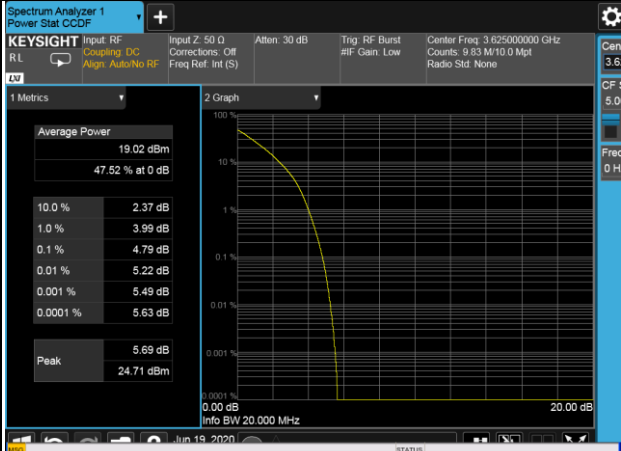 Spectrum Analyzer 1
Power Stat CCDF
KEYSIGHT
RL
LXI
Input: RF
Coupling: DC
Align: Auto/No RF
Input Z: 50 Ω
Corrections: Off
Freq Ref: Int (S)
Atten: 30 dB
Trig: RF Burst
#IF Gain: Low
Center Freq: 3.625000000 GHz
Counts: 9.83 M/10.0 Mpt
Radio Std: None
1 Metrics
Average Power
19.02 dBm
47.52 % at 0 dB
10.0 % 2.37 dB
1.0 % 3.99 dB
0.1 % 4.79 dB
0.01 % 5.22 dB
0.001 % 5.49 dB
0.0001 % 5.63 dB
Peak
5.69 dB
24.71 dBm
2 Graph
100 %
10 %
1 %
0.1 %
0.01 %
0.001 %
0.0001 %
0.00 dB 20.00 dB
Info BW 20.000 MHz
Jun 19, 2020
MSG
STATUS